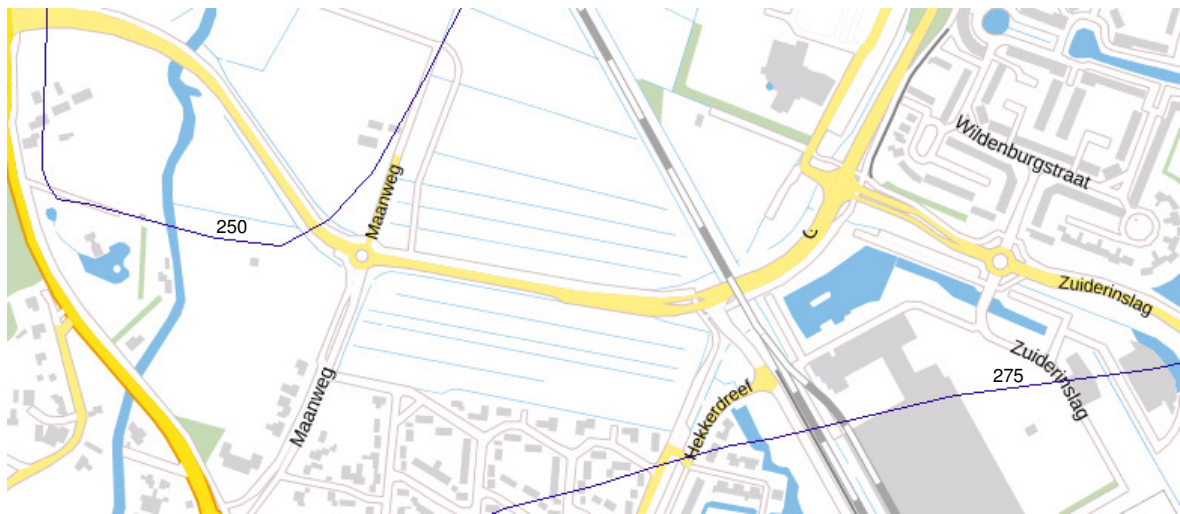 Wildenburgstraat
Maanweg
250
Zuiderinslag
Zuiderinslag
275
Maanweg
Hekkerdreef